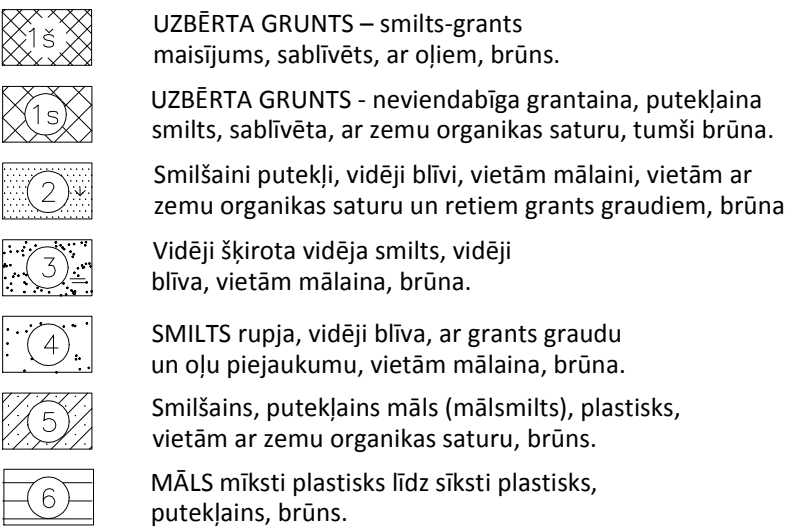 1š UZBĒRTA GRUNTS – smilts-grants
maisījums, sablīvēts, ar oļiem, brūns.
1s UZBĒRTA GRUNTS - neviendabīga grantaina, putekļaina
smilts, sablīvēta, ar zemu organikas saturu, tumši brūna.
2 Smilšaini putekļi, vidēji blīvi, vietām mālaini, vietām ar
zemu organikas saturu un retiem grants graudiem, brūna
3 Vidēji šķirota vidēja smilts, vidēji
blīva, vietām mālaina, brūna.
4 SMILTS rupja, vidēji blīva, ar grants graudu
un oļu piejaukumu, vietām mālaina, brūna.
5 Smilšains, putekļains māls (mālsmilts), plastisks,
vietām ar zemu organikas saturu, brūns.
6 MĀLS mīksti plastisks līdz sīksti plastisks,
putekļains, brūns.